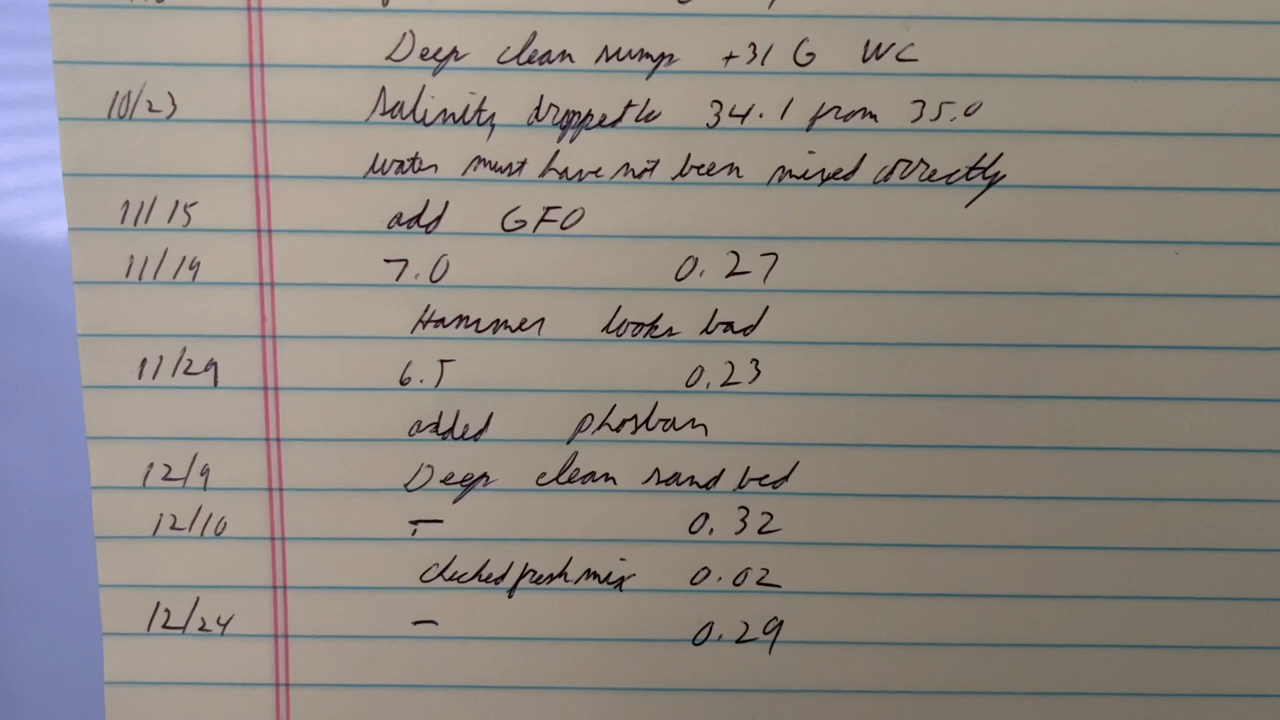 Deep clean sump +31 G WC
10/23 Salinity dropped to 34.1 from 35.0
water must have not been mixed correctly
11/15 add GFO
11/19 7.0 0.27
Hammer looks bad
11/29 6.5 0.23
added phosban
12/9 Deep clean sand bed
12/10 - 0.32
checked fresh mix 0.02
12/24 - 0.29